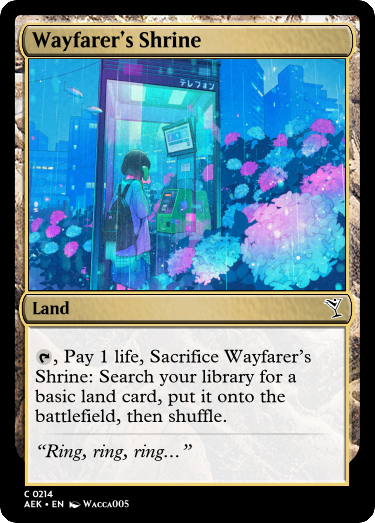 Wayfarer's Shrine
テレフォン
Land
, Pay 1 life, Sacrifice Wayfarer's
Shrine: Search your library for a
basic land card, put it onto the
battlefield, then shuffle.
“Ring, ring, ring…”
C 0214
AEK • EN Wacca005